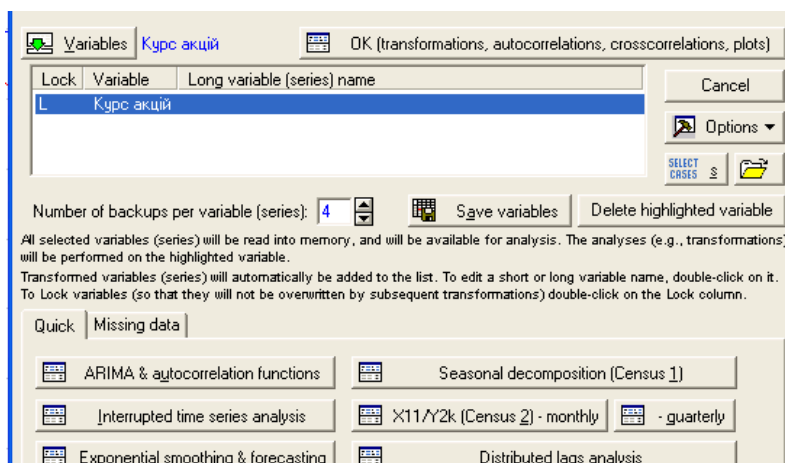 Variables Курс акцій OK (transformations, autocorrelations, crosscorrelations, plots)
Lock Variable Long variable (series) name
Cancel
L Курс акцій
Options
SELECT CASES S
Number of backups per variable (series): 4 Save variables Delete highlighted variable
All selected variables (series) will be read into memory, and will be available for analysis. The analyses (e.g., transformations)
will be performed on the highlighted variable.
Transformed variables (series) will automatically be added to the list. To edit a short or long variable name, double-click on it.
To Lock variables (so that they will not be overwritten by subsequent transformations) double-click on the Lock column.
Quick Missing data
ARIMA & autocorrelation functions Seasonal decomposition (Census 1)
Interrupted time series analysis X11/Y2k (Census 2) - monthly - quarterly
Exponential smoothing & forecasting Distributed lags analysis